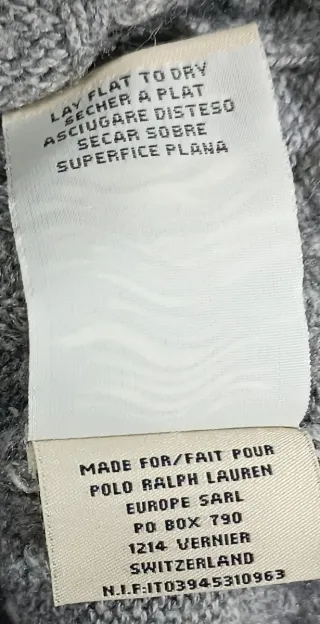 LAY FLAT TO DRY
SECHER A PLAT
ASCIUGARE DISTESO
SECAR SOBRE
SUPERFICE PLANA
MADE FOR/FAIT POUR
POLO RALPH LAUREN
EUROPE SARL
PO BOX 790
1214 VERNIER
SWITZERLAND
N.I.F:IT03945310963